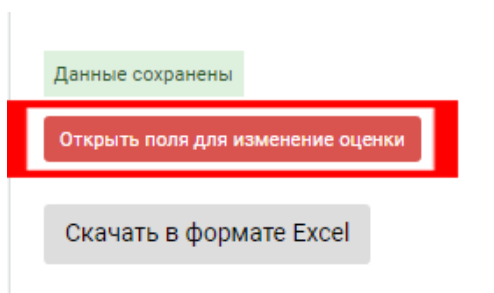 Данные сохранены
Открыть поля для изменение оценки
Скачать в формате Excel